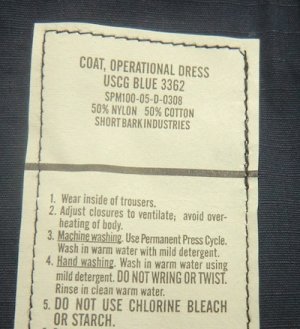 COAT, OPERATIONAL DRESS
USCG BLUE 3362
SPM100-05-D-0308
50% NYLON 50% COTTON
SHORT BARK INDUSTRIES
1. Wear inside of trousers.
2. Adjust closures to ventilate; avoid over-
heating of body.
3. Machine washing. Use Permanent Press Cycle.
Wash in warm water with mild detergent.
4. Hand washing. Wash in warm water using
mild detergent. DO NOT WRING OR TWIST.
Rinse in clean warm water.
5. DO NOT USE CHLORINE BLEACH
OR STARCH.